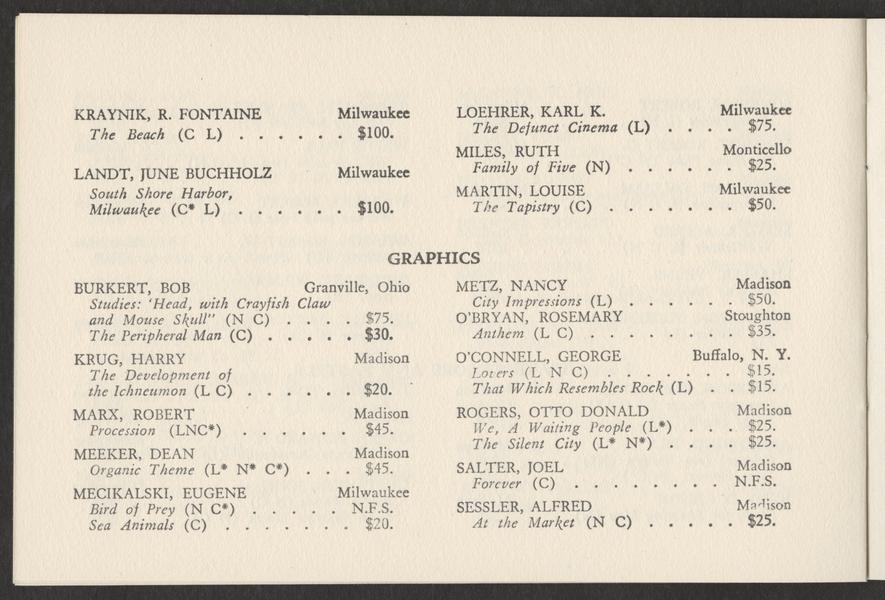 KRAYNIK, R. FONTAINE Milwaukee
The Beach (C L) . . . . . . $100.
LANDT, JUNE BUCHHOLZ Milwaukee
South Shore Harbor,
Milwaukee (C* L) . . . . . . $100.
LOEHRER, KARL K. Milwaukee
The Defunct Cinema (L) . . . . $75.
MILES, RUTH Monticello
Family of Five (N) . . . . . . $25.
MARTIN, LOUISE Milwaukee
The Tapistry (C) . . . . . . . $50.
GRAPHICS
BURKERT, BOB Granville, Ohio
Studies: 'Head, with Crayfish Claw
and Mouse Skull" (N C) . . . . $75.
The Peripheral Man (C) . . . . . $30.
KRUG, HARRY Madison
The Development of
the Ichneumon (L C) . . . . . . $20.
MARX, ROBERT Madison
Procession (LNC*) . . . . . . $45.
MEEKER, DEAN Madison
Organic Theme (L* N* C*) . . . $45.
MECIKALSKI, EUGENE Milwaukee
Bird of Prey (N C*) . . . . . N.F.S.
Sea Animals (C) . . . . . . . $20.
METZ, NANCY Madison
City Impressions (L) . . . . . . $50.
O'BRYAN, ROSEMARY Stoughton
Anthem (L C) . . . . . . . . $35.
O'CONNELL, GEORGE Buffalo, N. Y.
Lovers (L N C) . . . . . . . $15.
That Which Resembles Rock (L) . . $15.
ROGERS, OTTO DONALD Madison
We, A Waiting People (L*) . . . $25.
The Silent City (L* N*) . . . . $25.
SALTER, JOEL Madison
Forever (C) . . . . . . . . N.F.S.
SESSLER, ALFRED Madison
At the Market (N C) . . . . . $25.